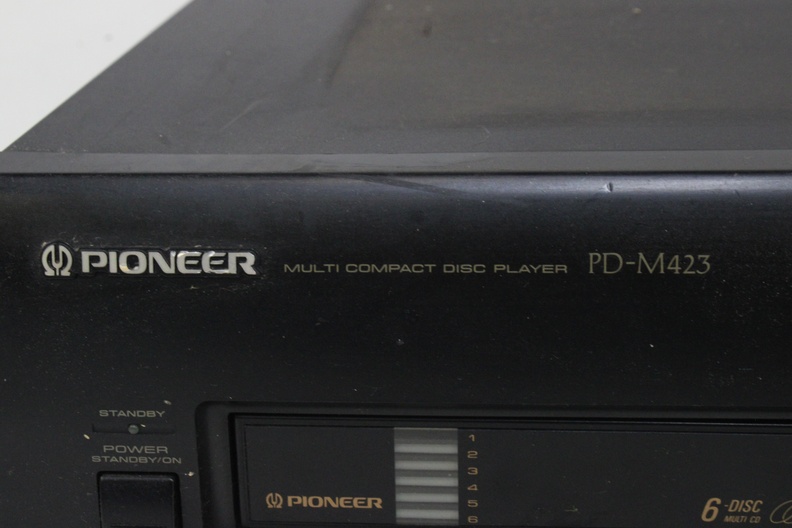 PIONEER MULTI COMPACT DISC PLAYER PD-M423
STANDBY
POWER
STANDBY/ON
PIONEER
1
2
3
4
5
6
6-DISC
MULTI CD